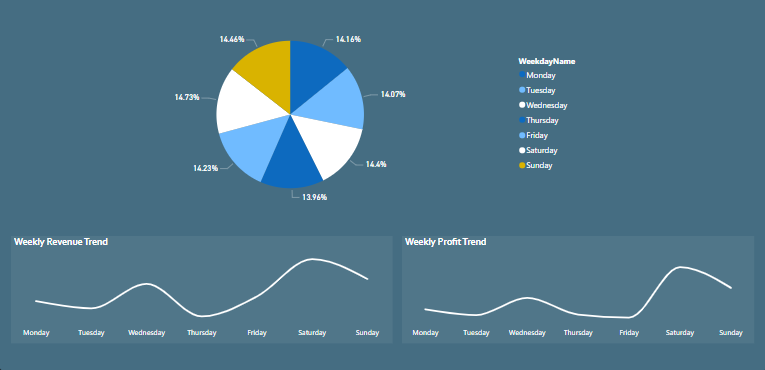 14.46%
14.16%
14.73%
14.07%
14.23%
14.4%
13.96%
WeekdayName
Monday
Tuesday
Wednesday
Thursday
Friday
Saturday
Sunday
Weekly Revenue Trend
Monday Tuesday Wednesday Thursday Friday Saturday Sunday
Weekly Profit Trend
Monday Tuesday Wednesday Thursday Friday Saturday Sunday